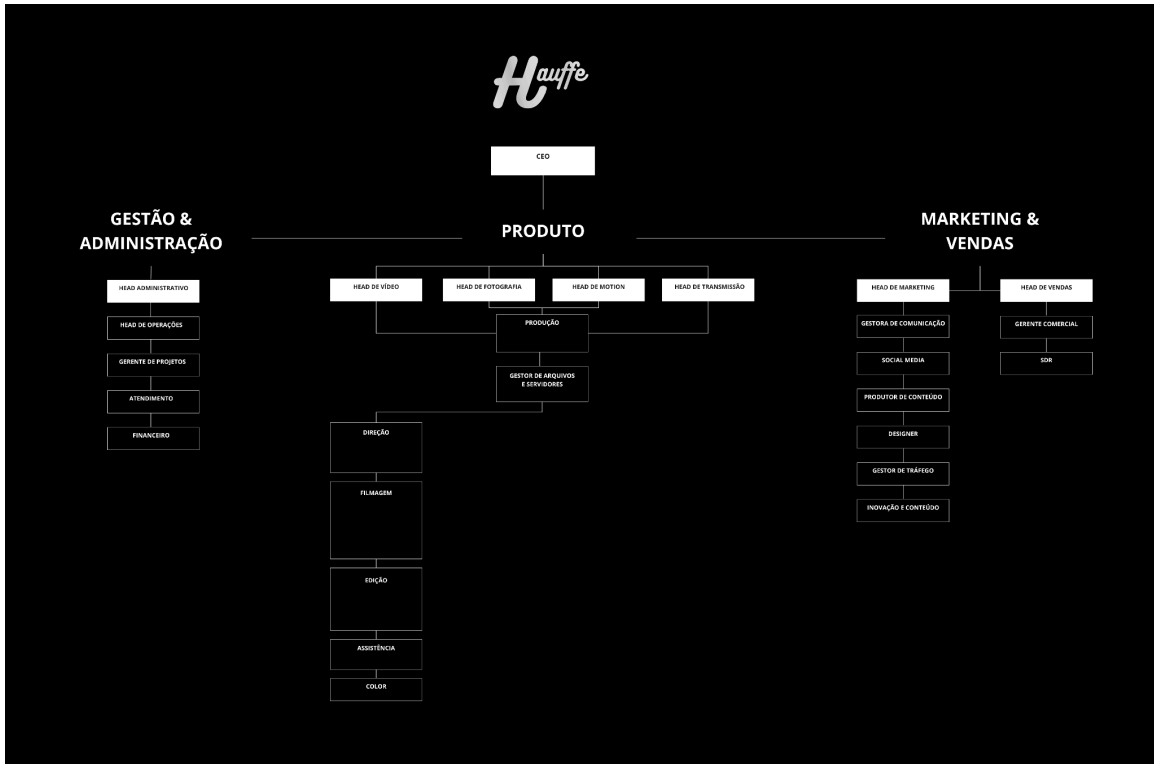 Hauffe
CEO
GESTÃO &
ADMINISTRAÇÃO
HEAD ADMINISTRATIVO
HEAD DE OPERAÇÕES
GERENTE DE PROJETOS
ATENDIMENTO
FINANCEIRO
PRODUTO
HEAD DE VÍDEO
HEAD DE FOTOGRAFIA
HEAD DE MOTION
HEAD DE TRANSMISSÃO
PRODUÇÃO
GESTOR DE ARQUIVOS
E SERVIDORES
DIREÇÃO
FILMAGEM
EDIÇÃO
ASSISTÊNCIA
COLOR
MARKETING &
VENDAS
HEAD DE MARKETING
GESTORA DE COMUNICAÇÃO
SOCIAL MEDIA
PRODUTOR DE CONTEÚDO
DESIGNER
GESTOR DE TRÁFEGO
INOVAÇÃO E CONTEÚDO
HEAD DE VENDAS
GERENTE COMERCIAL
SDR